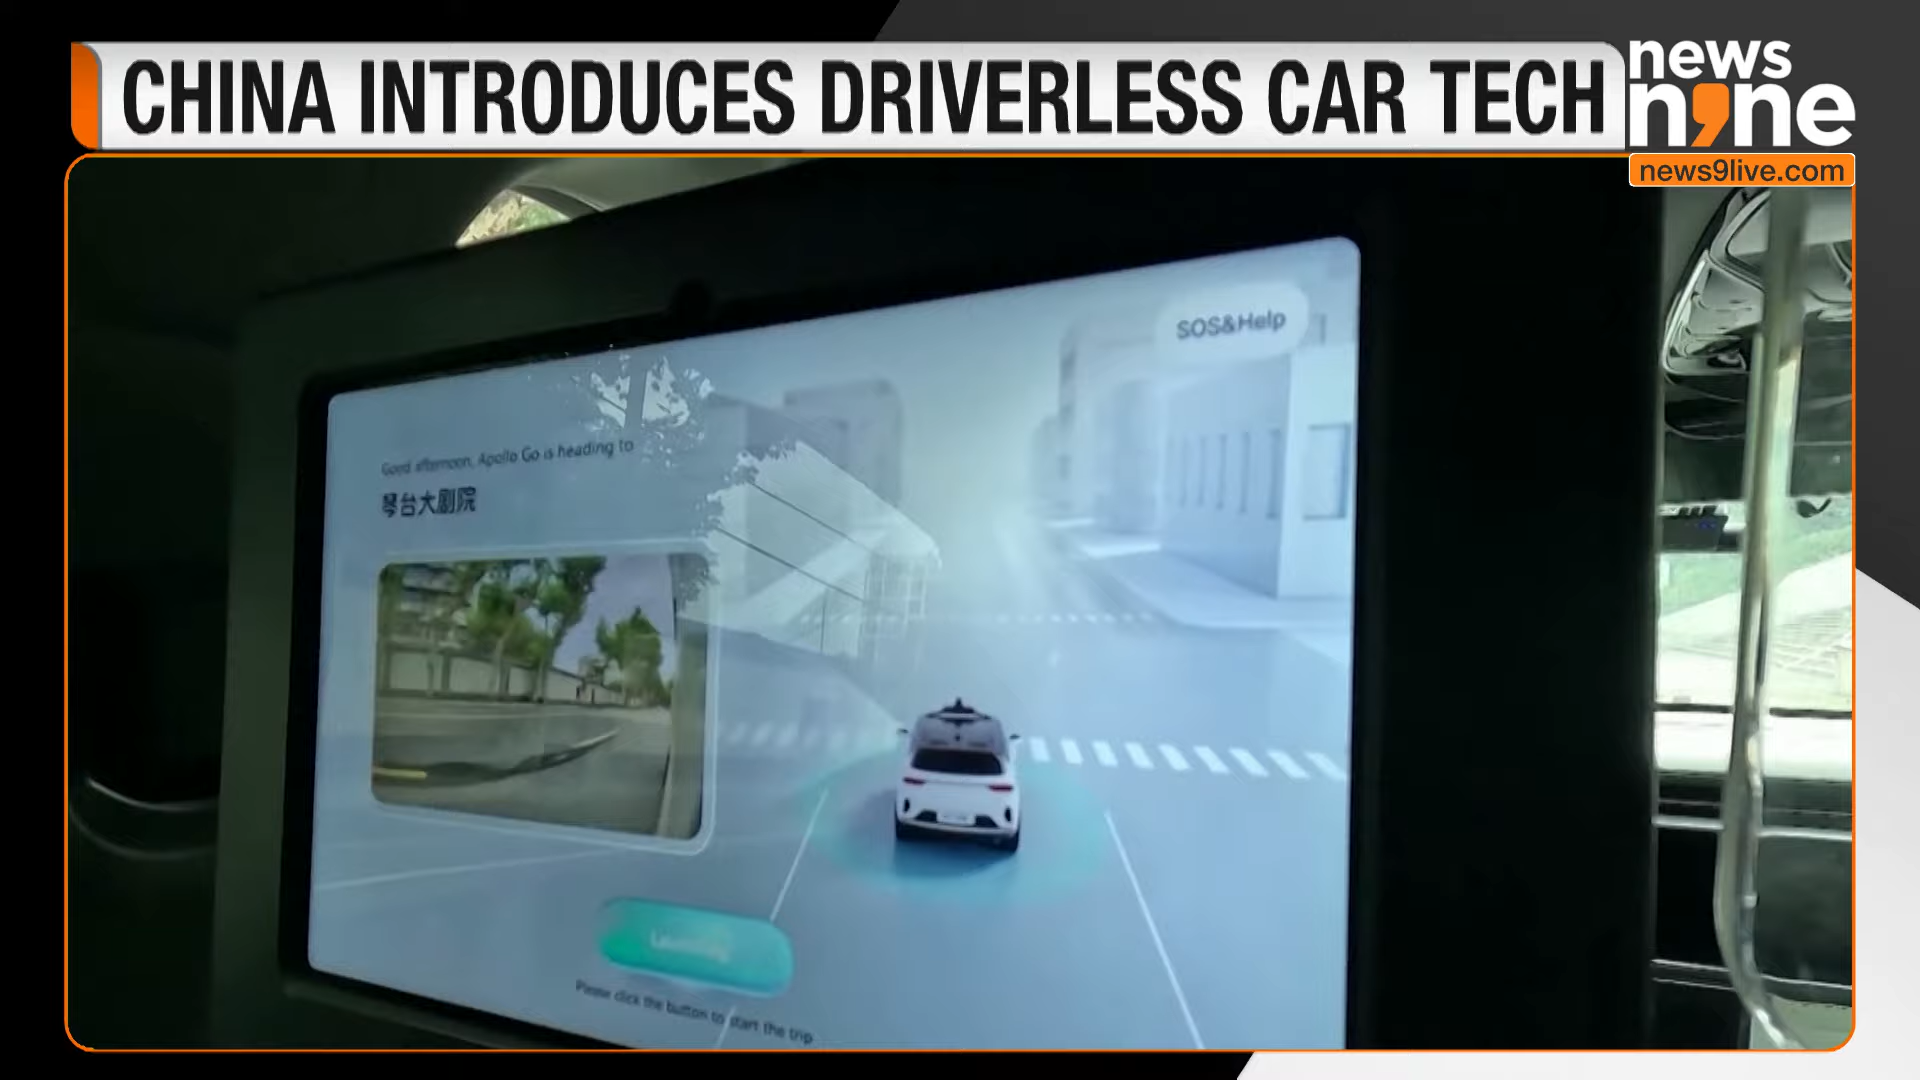 CHINA INTRODUCES DRIVERLESS CAR TECH
news
n9ne
news9live.com
SOS&Help
Good afternoon, Apollo Go is heading to
琴台大剧院
Please click the button to start the trip